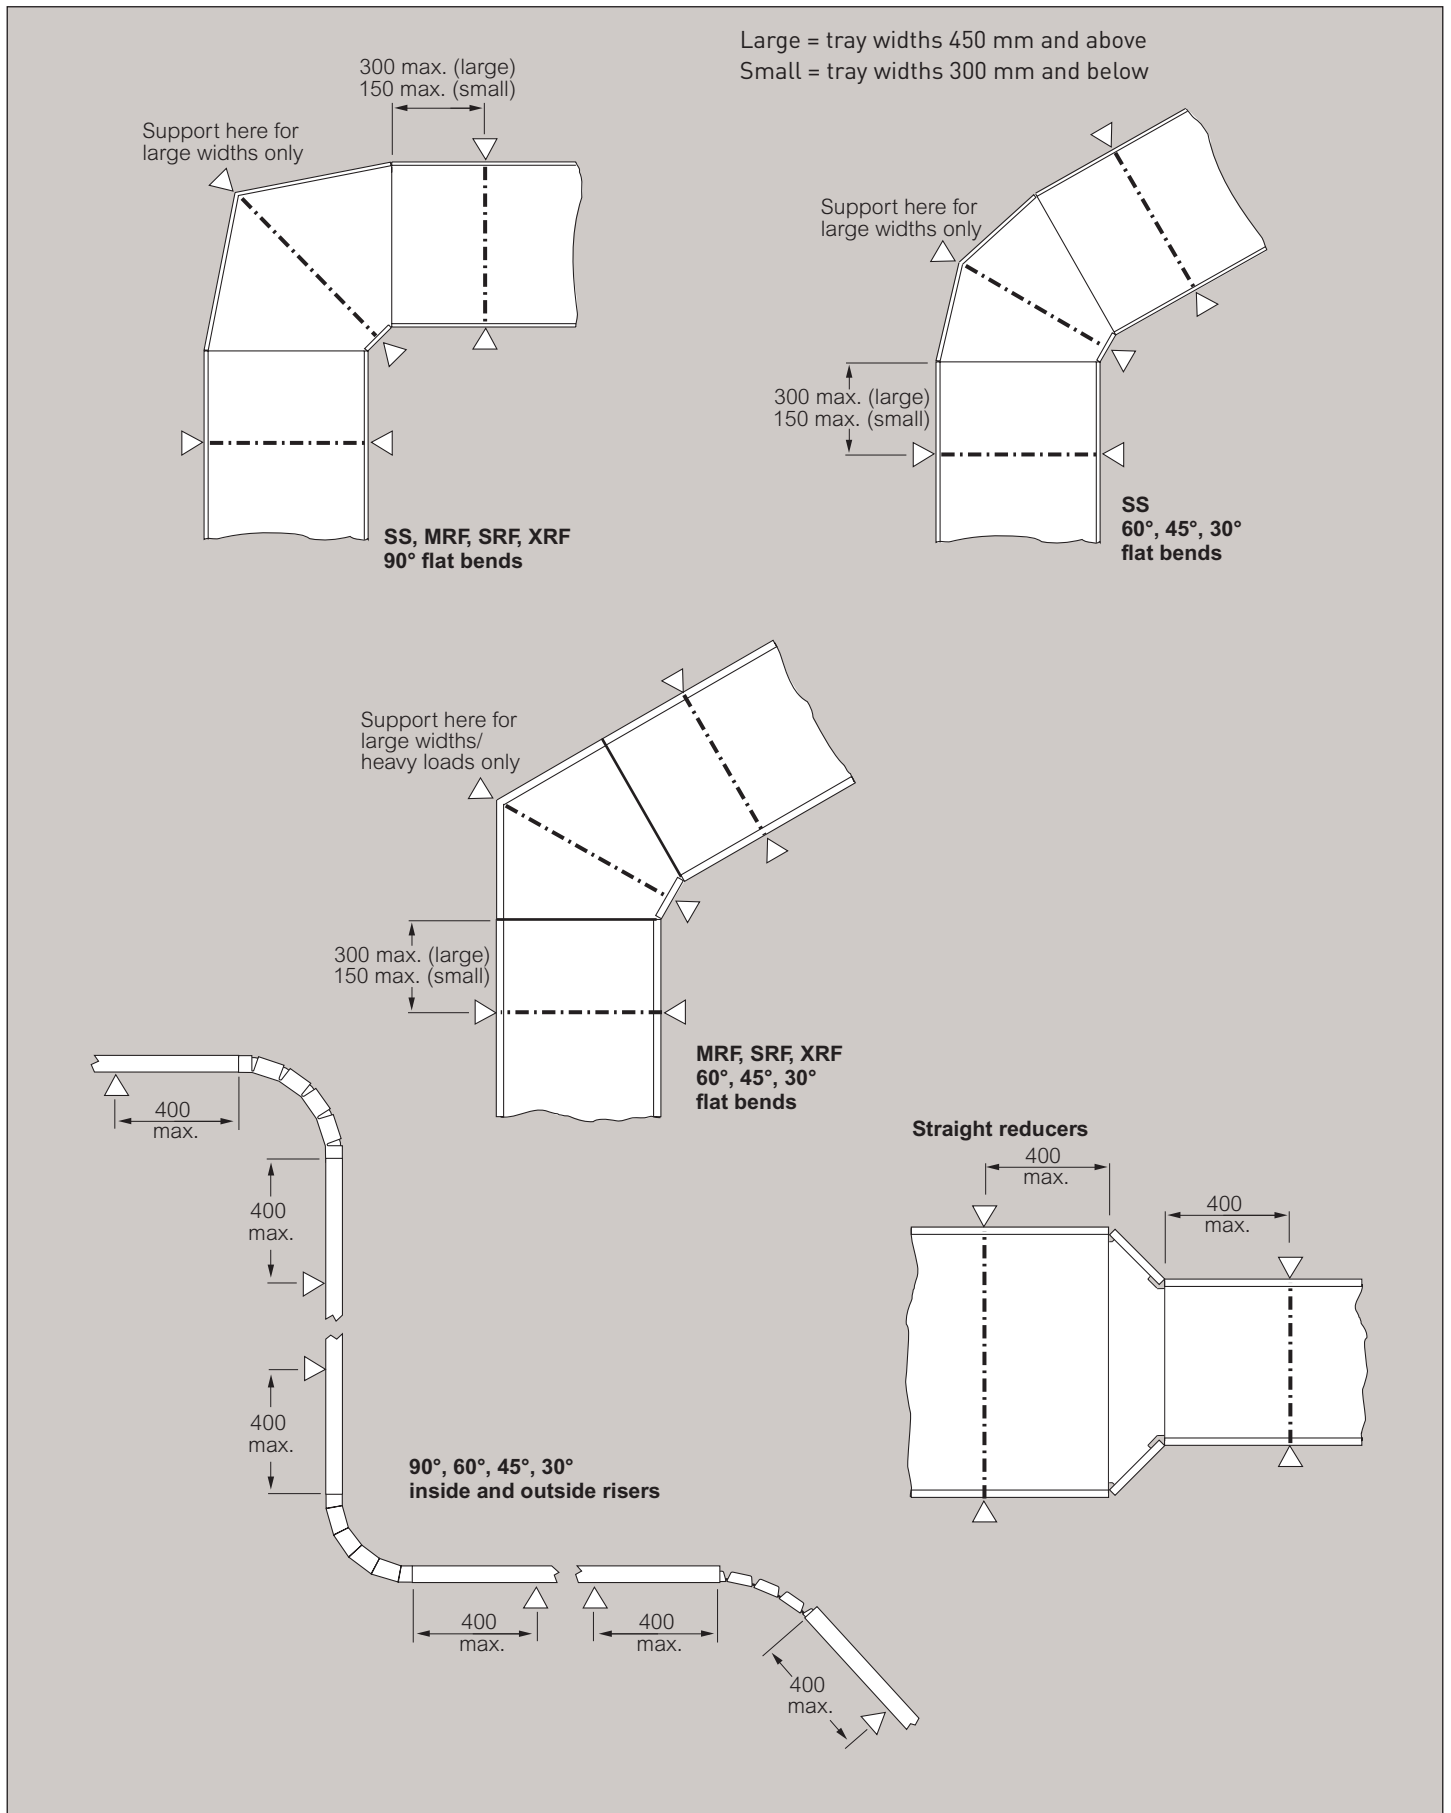 Large = tray widths 450 mm and above
Small = tray widths 300 mm and below
300 max. (large)
150 max. (small)
Support here for
large widths only
SS, MRF, SRF, XRF
90° flat bends
Support here for
large widths only
300 max. (large)
150 max. (small)
SS
60°, 45°, 30°
flat bends
Support here for
large widths/
heavy loads only
300 max. (large)
150 max. (small)
MRF, SRF, XRF
60°, 45°, 30°
flat bends
400
max.
400
max.
400
max.
90°, 60°, 45°, 30°
inside and outside risers
400
max.
400
max.
400
max.
Straight reducers
400
max.
400
max.